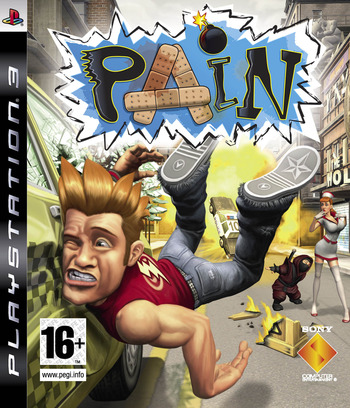 PLAYSTATION 3
PAIN
16+
www.pegi.info
SONY
COMPUTER
ENTERTAINMENT